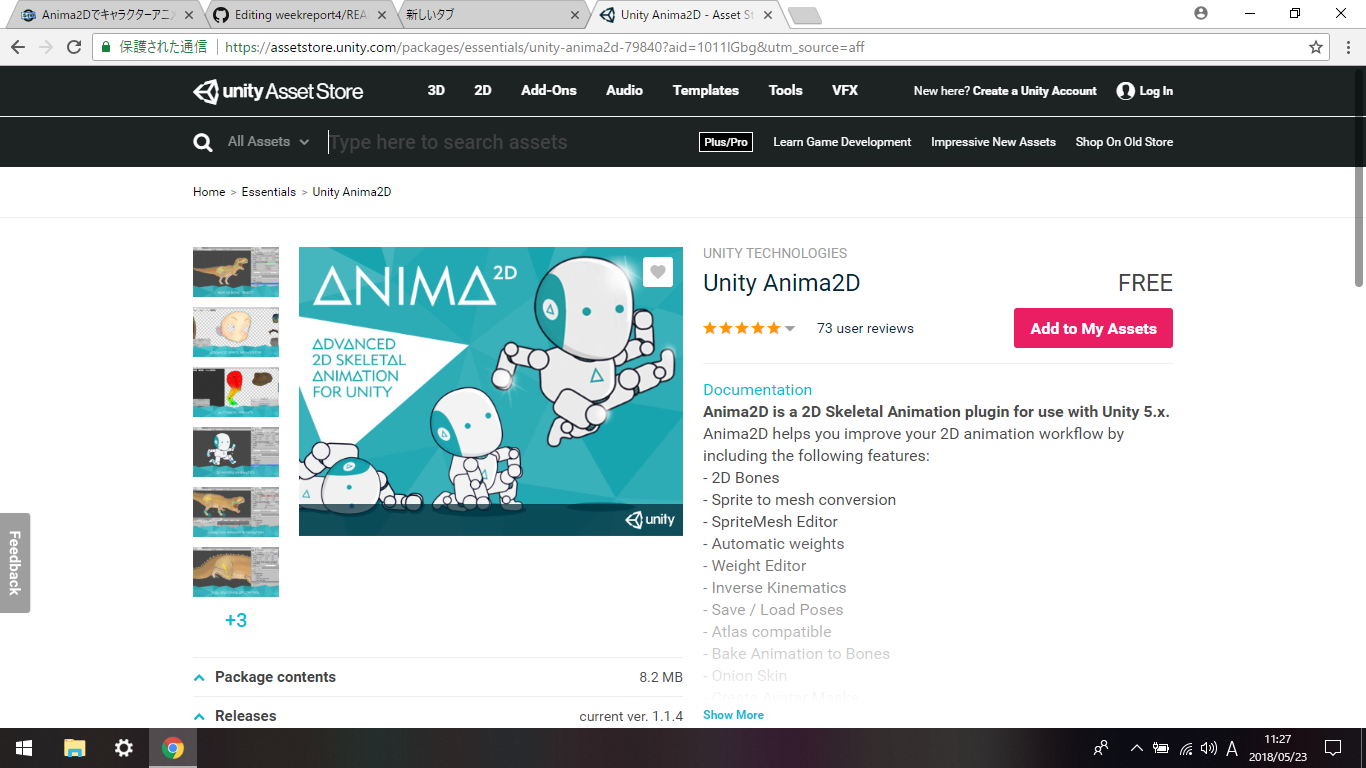 Anima2Dでキャラクターアニメ
Editing weekreport4/REA
新しいタブ
Unity Anima2D - Asset St
保護された通信
https://assetstore.unity.com/packages/essentials/unity-anima2d-79840?aid=1011lGbg&utm_source=aff
unity Asset Store
3D 2D Add-Ons Audio Templates Tools VFX
New here? Create a Unity Account
Log In
All Assets
Type here to search assets
Plus/Pro
Learn Game Development
Impressive New Assets
Shop On Old Store
Home > Essentials > Unity Anima2D
ANIMA2D
ADVANCED
2D SKELETAL
ANIMATION
FOR UNITY
unity
+3
UNITY TECHNOLOGIES
Unity Anima2D
FREE
73 user reviews
Add to My Assets
Documentation
Anima2D is a 2D Skeletal Animation plugin for use with Unity 5.x.
Anima2D helps you improve your 2D animation workflow by
including the following features:
- 2D Bones
- Sprite to mesh conversion
- SpriteMesh Editor
- Automatic weights
- Weight Editor
- Inverse Kinematics
- Save / Load Poses
- Atlas compatible
- Bake Animation to Bones
- Onion Skin
- Create Avatar Masks
Show More
Package contents
8.2 MB
Releases
current ver. 1.1.4
Feedback
A
11:27
2018/05/23